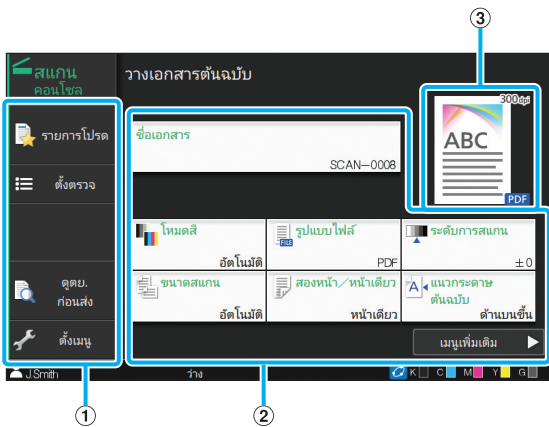 ③
สแกน
คอนโซล
วางเอกสารต้นฉบับ
300dpi
ABC
PDF
รายการโปรด
ตั้งตรวจ
ดูตย.
ก่อนส่ง
ตั้งเมนู
ชื่อเอกสาร
SCAN-0008
โหมดสี
อัตโนมัติ
รูปแบบไฟล์
FILE
PDF
ระดับการสแกน
±0
ขนาดสแกน
อัตโนมัติ
สองหน้า/หน้าเดียว
หน้าเดียว
A
แนวกระดาษ
ต้นฉบับ
ด้านบนขึ้น
เมนูเพิ่มเติม
J.Smith
ว่าง
K C M Y G
① ②